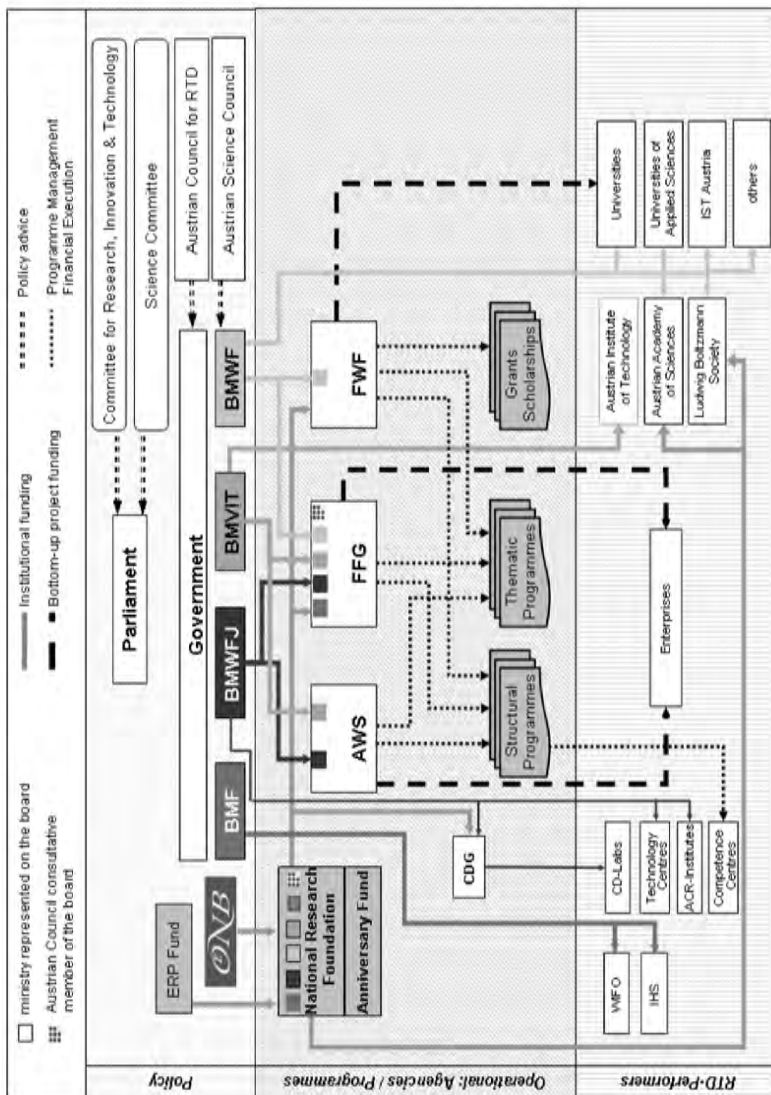 ministry represented on the board
Austrian Council consultative
member of the board
Institutional funding
Bottom-up project funding
Policy advice
Programme Management
Financial Execution
Policy
ERP Fund
Parliament
Committee for Research, Innovation & Technology
Science Committee
Government
Austrian Council for RTD
Austrian Science Council
BMF
BMWFJ
BMVIT
BMWF
Operational: Agencies / Programmes
National Research
Foundation
Anniversary Fund
AWS
FFG
FWF
CDG
Structural
Programmes
Thematic
Programmes
Grants
Scholarships
RTD-Performers
WIFO
IHS
CD-Labs
Technology
Centres
ACR-Institutes
Competence
Centres
Enterprises
Austrian Institute
of Technology
Austrian Academy
of Sciences
Ludwig Boltzmann
Society
Universities
Universities of
Applied Sciences
IST Austria
others